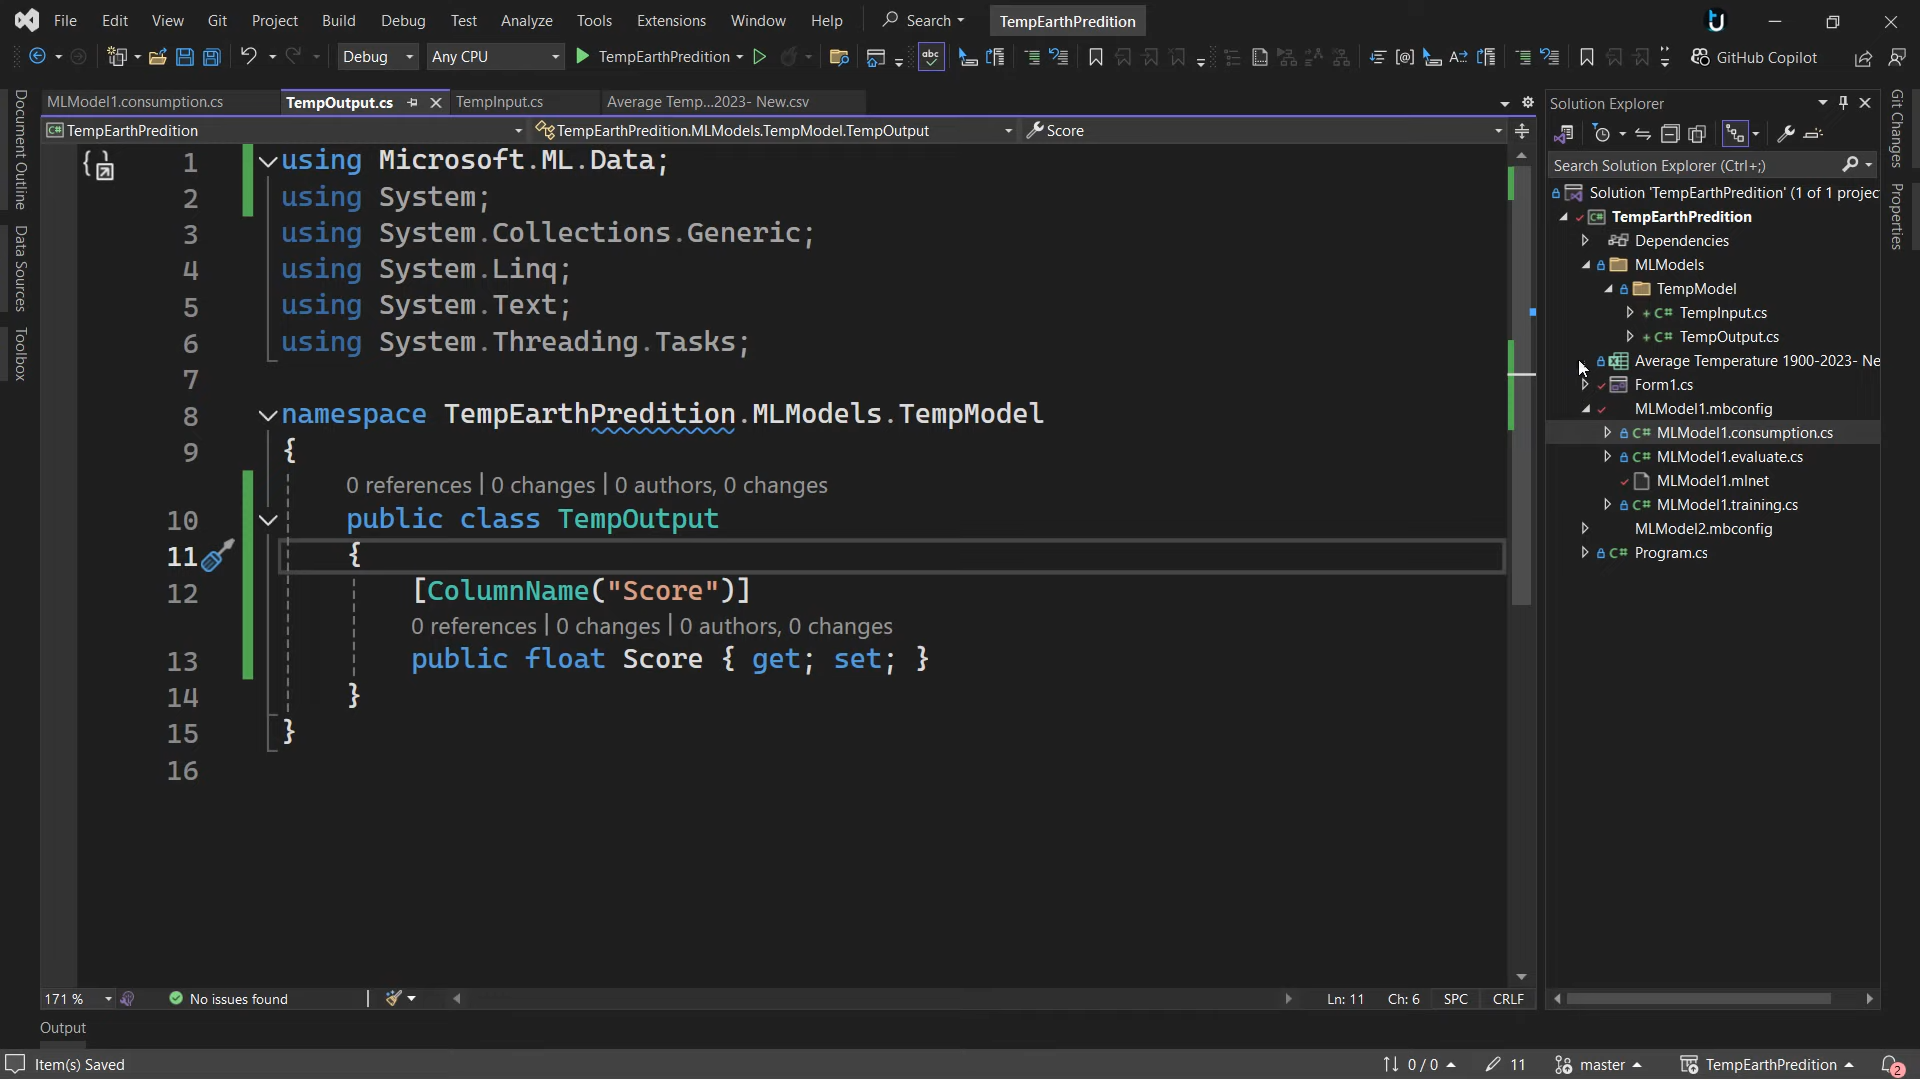 File Edit View Git Project Build Debug Test Analyze Tools Extensions Window Help Search TempEarthPredition
Debug Any CPU TempEarthPredition abc GitHub Copilot
MLModel1.consumption.cs TempOutput.cs TempInput.cs Average Temp...2023- New.csv
TempEarthPredition TempEarthPredition.MLModels.TempModel.TempOutput Score
1 using Microsoft.ML.Data;
2 using System;
3 using System.Collections.Generic;
4 using System.Linq;
5 using System.Text;
6 using System.Threading.Tasks;
7
8 namespace TempEarthPredition.MLModels.TempModel
9 {
0 references | 0 changes | 0 authors, 0 changes
10 public class TempOutput
11 {
12 [ColumnName("Score")]
0 references | 0 changes | 0 authors, 0 changes
13 public float Score { get; set; }
14 }
15 }
16
171 % No issues found Ln: 11 Ch: 6 SPC CRLF
Output
Item(s) Saved 0 / 0 11 master TempEarthPredition 2
Document Outline
Data Sources
Toolbox
Solution Explorer
Search Solution Explorer (Ctrl+;)
Solution 'TempEarthPredition' (1 of 1 projec
TempEarthPredition
Dependencies
MLModels
TempModel
TempInput.cs
TempOutput.cs
Average Temperature 1900-2023- Ne
Form1.cs
MLModel1.mbconfig
MLModel1.consumption.cs
MLModel1.evaluate.cs
MLModel1.mlnet
MLModel1.training.cs
MLModel2.mbconfig
Program.cs
Git Changes
Properties